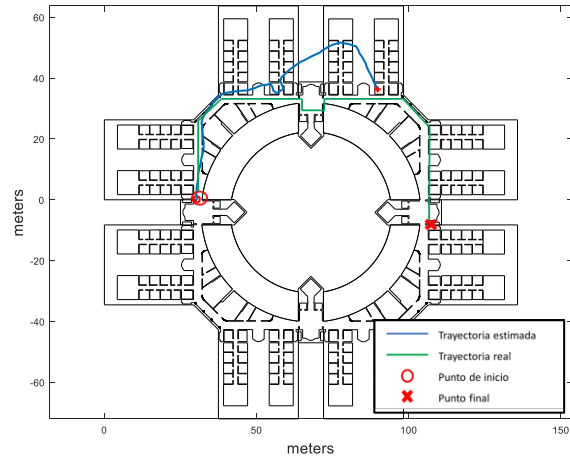 60
40
20
0
-20
-40
-60
meters
0
50
100
150
meters
Trayectoria estimada
Trayectoria real
Punto de inicio
Punto final